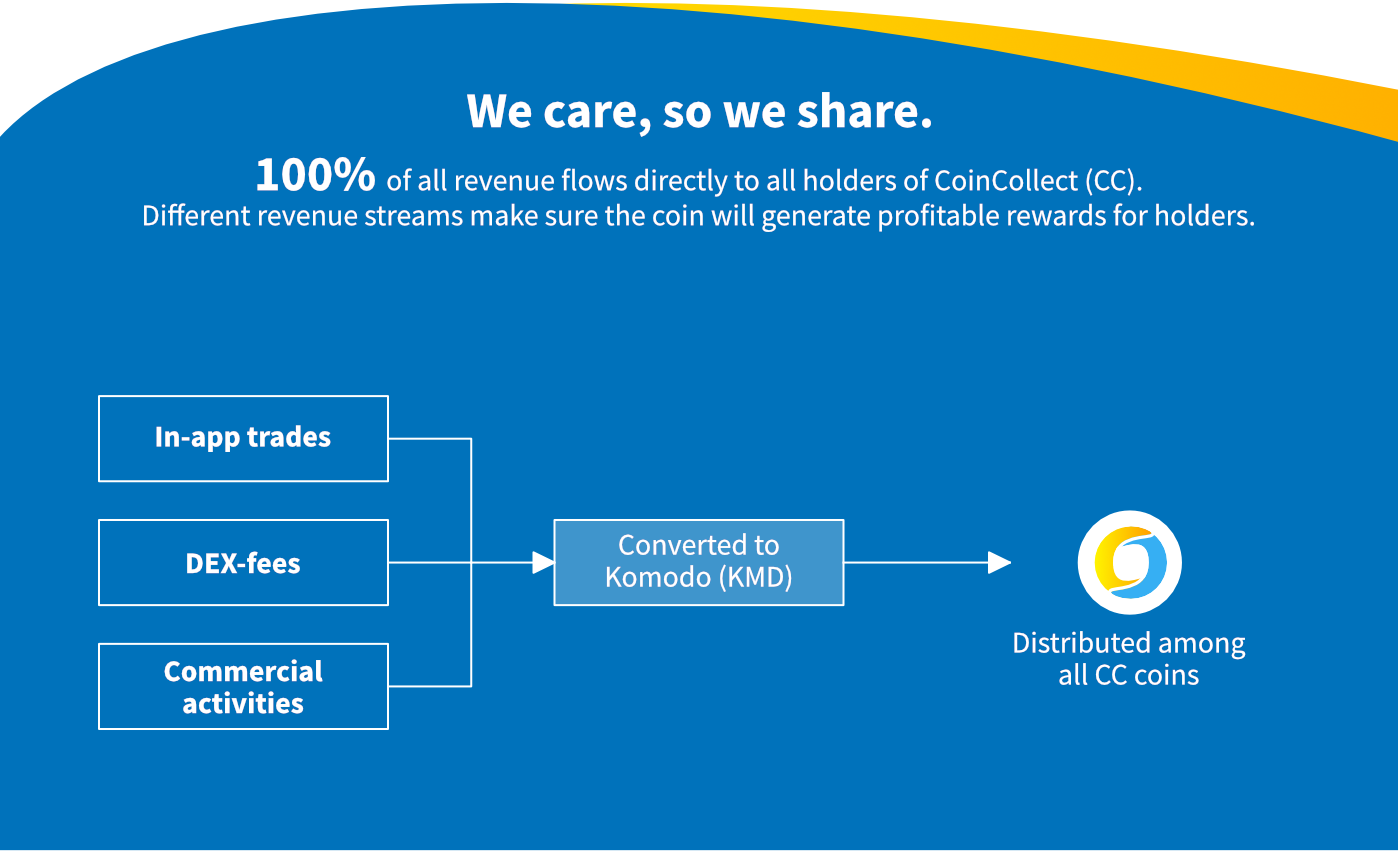 We care, so we share.
100% of all revenue flows directly to all holders of CoinCollect (CC).
Different revenue streams make sure the coin will generate profitable rewards for holders.
In-app trades
DEX-fees
Commercial
activities
Converted to
Komodo (KMD)
Distributed among
all CC coins